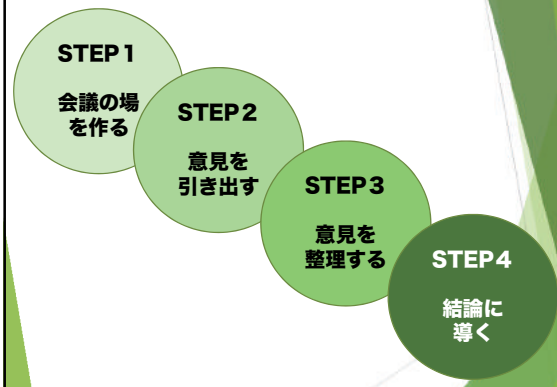 STEP1
会議の場
を作る
STEP2
意見を
引き出す
STEP3
意見を
整理する
STEP4
結論に
導く